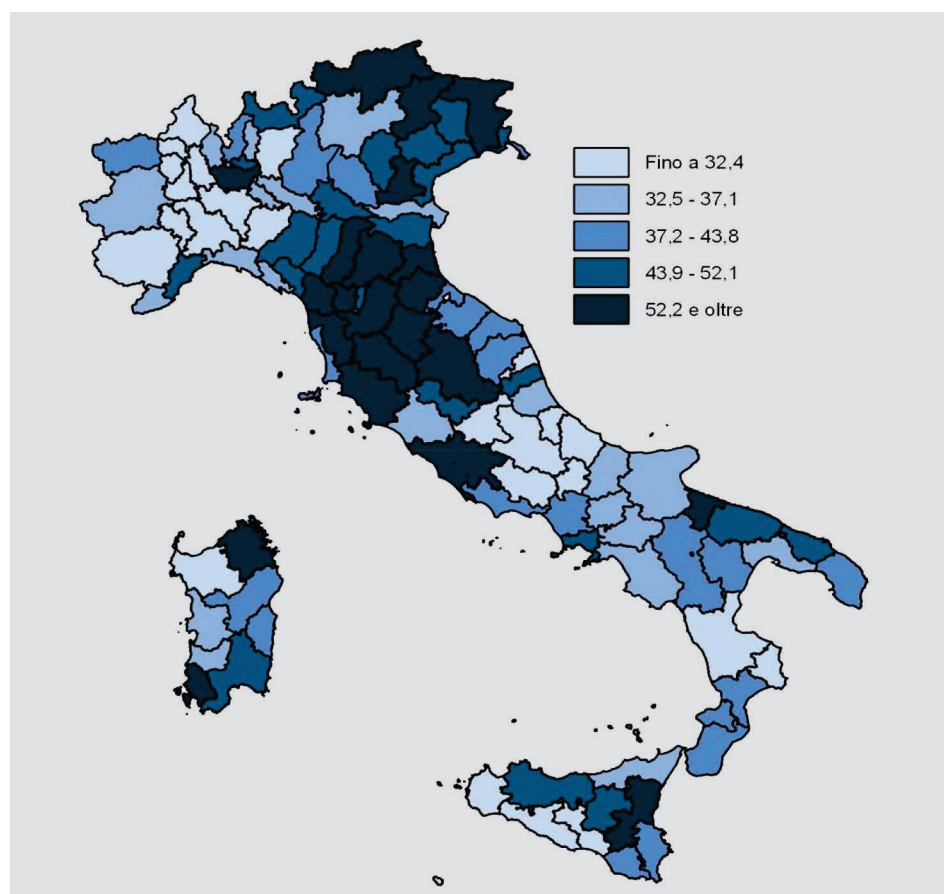 Fino a 32,4
32,5 - 37,1
37,2 - 43,8
43,9 - 52,1
52,2 e oltre